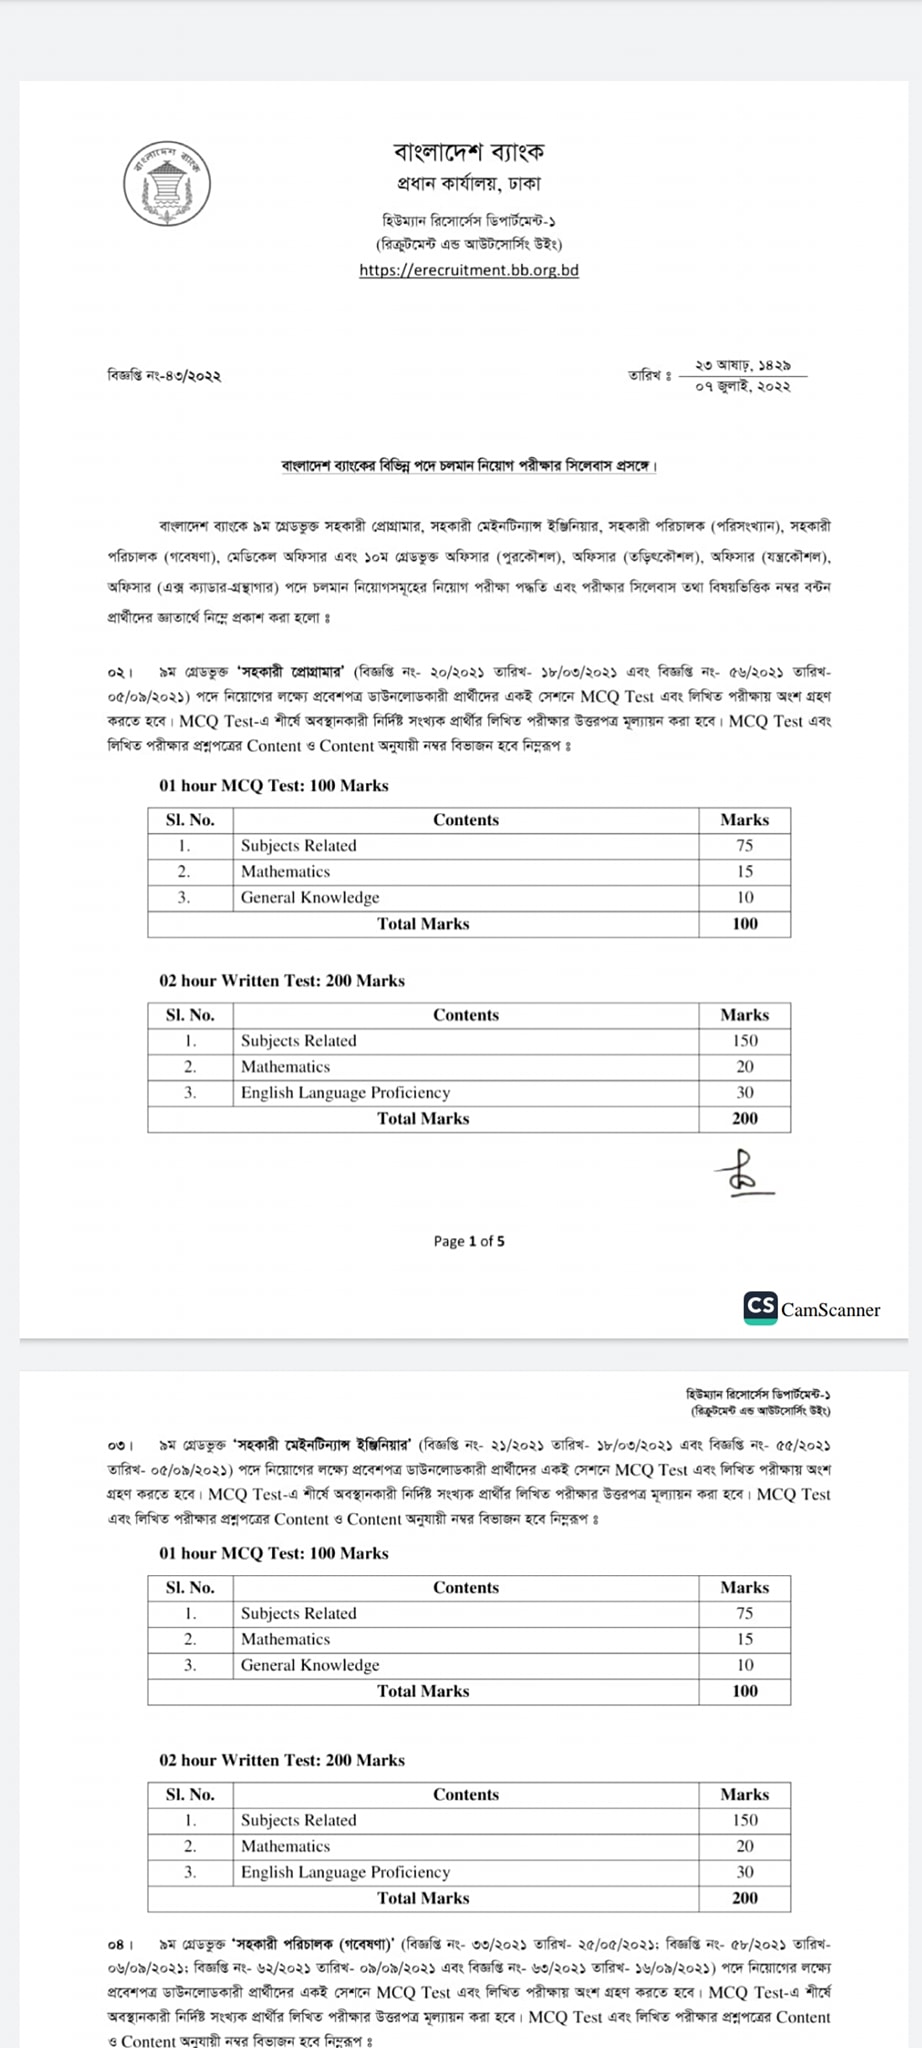 বাংলাদেশ ব্যাংক
বাংলাদেশ ব্যাংক
প্রধান কার্যালয়, ঢাকা
হিউম্যান রিসোর্সেস ডিপার্টমেন্ট-১
(রিক্রুটমেন্ট এন্ড আউটসোর্সিং উইং)
https://erecruitment.bb.org.bd
বিজ্ঞপ্তি নং-৪৩/২০২২
তারিখ ঃ ২৩ আষাঢ়, ১৪২৯
০৭ জুলাই, ২০২২
বাংলাদেশ ব্যাংকের বিভিন্ন পদে চলমান নিয়োগ পরীক্ষার সিলেবাস প্রসঙ্গে।
বাংলাদেশ ব্যাংকে ৯ম গ্রেডভুক্ত সহকারী প্রোগ্রামার, সহকারী মেইনটিন্যান্স ইঞ্জিনিয়ার, সহকারী পরিচালক (পরিসংখ্যান), সহকারী
পরিচালক (গবেষণা), মেডিকেল অফিসার এবং ১০ম গ্রেডভুক্ত অফিসার (পুরকৌশল), অফিসার (তড়িৎকৌশল), অফিসার (যন্ত্রকৌশল),
অফিসার (এক্স ক্যাডার-গ্রন্থাগার) পদে চলমান নিয়োগসমূহের নিয়োগ পরীক্ষা পদ্ধতি এবং পরীক্ষার সিলেবাস তথা বিষয়ভিত্তিক নম্বর বন্টন
প্রার্থীদের জ্ঞাতার্থে নিম্নে প্রকাশ করা হলো ঃ
০২। ৯ম গ্রেডভুক্ত 'সহকারী প্রোগ্রামার' (বিজ্ঞপ্তি নং- ২০/২০২১ তারিখ- ১৮/০৩/২০২১ এবং বিজ্ঞপ্তি নং- ৫৬/২০২১ তারিখ-
০৫/০৯/২০২১) পদে নিয়োগের লক্ষ্যে প্রবেশপত্র ডাউনলোডকারী প্রার্থীদের একই সেশনে MCQ Test এবং লিখিত পরীক্ষায় অংশ গ্রহণ
করতে হবে। MCQ Test-এ শীর্ষে অবস্থানকারী নির্দিষ্ট সংখ্যক প্রার্থীর লিখিত পরীক্ষার উত্তরপত্র মূল্যায়ন করা হবে। MCQ Test এবং
লিখিত পরীক্ষার প্রশ্নপত্রের Content ও Content অনুযায়ী নম্বর বিভাজন হবে নিম্নরূপ ঃ
01 hour MCQ Test: 100 Marks
Sl. No. Contents Marks
1. Subjects Related 75
2. Mathematics 15
3. General Knowledge 10
Total Marks 100
02 hour Written Test: 200 Marks
Sl. No. Contents Marks
1. Subjects Related 150
2. Mathematics 20
3. English Language Proficiency 30
Total Marks 200
Page 1 of 5
CS CamScanner
হিউম্যান রিসোর্সেস ডিপার্টমেন্ট-১
(রিক্রুটমেন্ট এন্ড আউটসোর্সিং উইং)
০৩। ৯ম গ্রেডভুক্ত 'সহকারী মেইনটিন্যান্স ইঞ্জিনিয়ার' (বিজ্ঞপ্তি নং- ২১/২০২১ তারিখ- ১৮/০৩/২০২১ এবং বিজ্ঞপ্তি নং- ৫৫/২০২১
তারিখ- ০৫/০৯/২০২১) পদে নিয়োগের লক্ষ্যে প্রবেশপত্র ডাউনলোডকারী প্রার্থীদের একই সেশনে MCQ Test এবং লিখিত পরীক্ষায় অংশ
গ্রহণ করতে হবে। MCQ Test-এ শীর্ষে অবস্থানকারী নির্দিষ্ট সংখ্যক প্রার্থীর লিখিত পরীক্ষার উত্তরপত্র মূল্যায়ন করা হবে। MCQ Test
এবং লিখিত পরীক্ষার প্রশ্নপত্রের Content ও Content অনুযায়ী নম্বর বিভাজন হবে নিম্নরূপ ঃ
01 hour MCQ Test: 100 Marks
Sl. No. Contents Marks
1. Subjects Related 75
2. Mathematics 15
3. General Knowledge 10
Total Marks 100
02 hour Written Test: 200 Marks
Sl. No. Contents Marks
1. Subjects Related 150
2. Mathematics 20
3. English Language Proficiency 30
Total Marks 200
০৪। ৯ম গ্রেডভুক্ত 'সহকারী পরিচালক (গবেষণা)' (বিজ্ঞপ্তি নং- ৩৩/২০২১ তারিখ- ২৫/০৫/২০২১; বিজ্ঞপ্তি নং- ৫৮/২০২১ তারিখ-
০৬/০৯/২০২১; বিজ্ঞপ্তি নং- ৬২/২০২১ তারিখ- ০৯/০৯/২০২১ এবং বিজ্ঞপ্তি নং- ৬৩/২০২১ তারিখ- ১৬/০৯/২০২১) পদে নিয়োগের লক্ষ্যে
প্রবেশপত্র ডাউনলোডকারী প্রার্থীদের একই সেশনে MCQ Test এবং লিখিত পরীক্ষায় অংশ গ্রহণ করতে হবে। MCQ Test-এ শীর্ষে
অবস্থানকারী নির্দিষ্ট সংখ্যক প্রার্থীর লিখিত পরীক্ষার উত্তরপত্র মূল্যায়ন করা হবে। MCQ Test এবং লিখিত পরীক্ষার প্রশ্নপত্রের Content
ও Content অনুযায়ী নম্বর বিভাজন হবে নিম্নরূপ ঃ